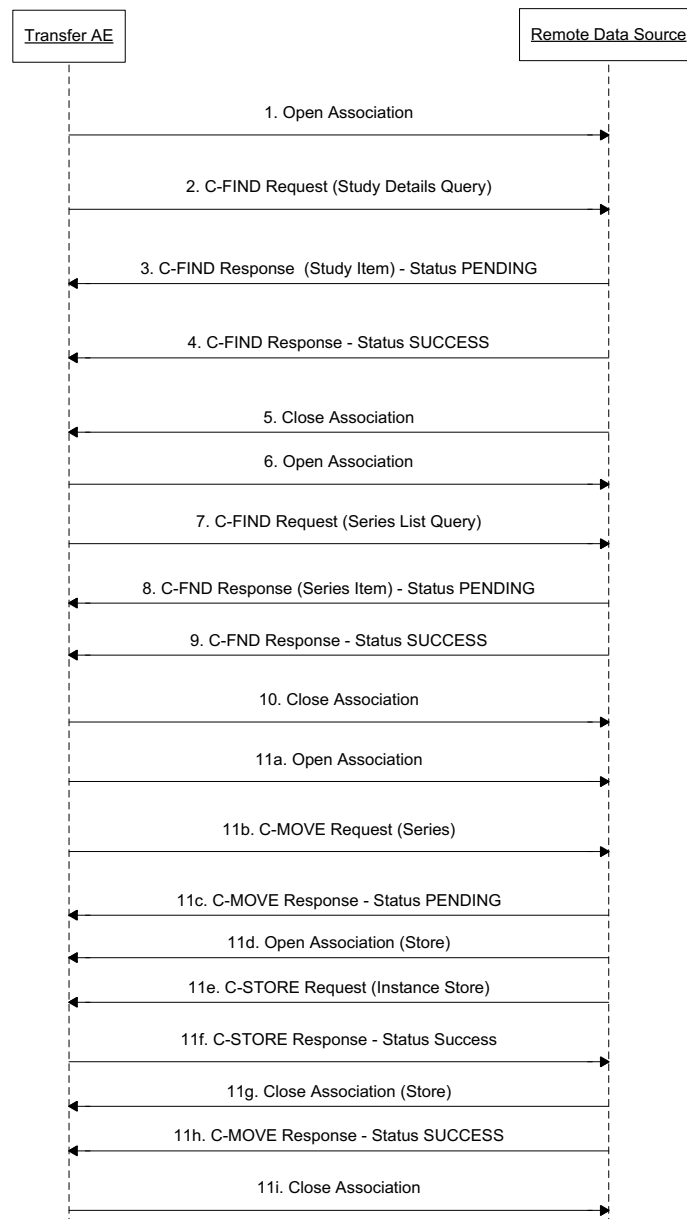 Transfer AE
Remote Data Source
1. Open Association
2. C-FIND Request (Study Details Query)
3. C-FIND Response  (Study Item) - Status PENDING
4. C-FIND Response - Status SUCCESS
5. Close Association
6. Open Association
7. C-FIND Request (Series List Query)
8. C-FND Response (Series Item) - Status PENDING
9. C-FND Response - Status SUCCESS
10. Close Association
11a. Open Association
11b. C-MOVE Request (Series)
11c. C-MOVE Response - Status PENDING
11d. Open Association (Store)
11e. C-STORE Request (Instance Store)
11f. C-STORE Response - Status Success
11g. Close Association (Store)
11h. C-MOVE Response - Status SUCCESS
11i. Close Association